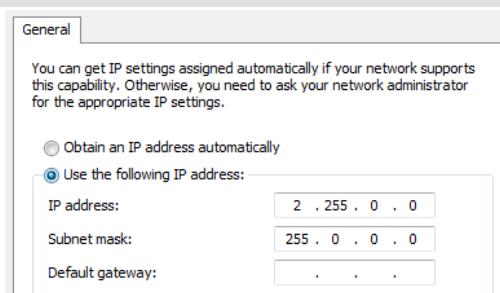 General
You can get IP settings assigned automatically if your network supports
this capability. Otherwise, you need to ask your network administrator
for the appropriate IP settings.
Obtain an IP address automatically
Use the following IP address:
IP address: 2 . 255 . 0 . 0
Subnet mask: 255 . 0 . 0 . 0
Default gateway: . . .